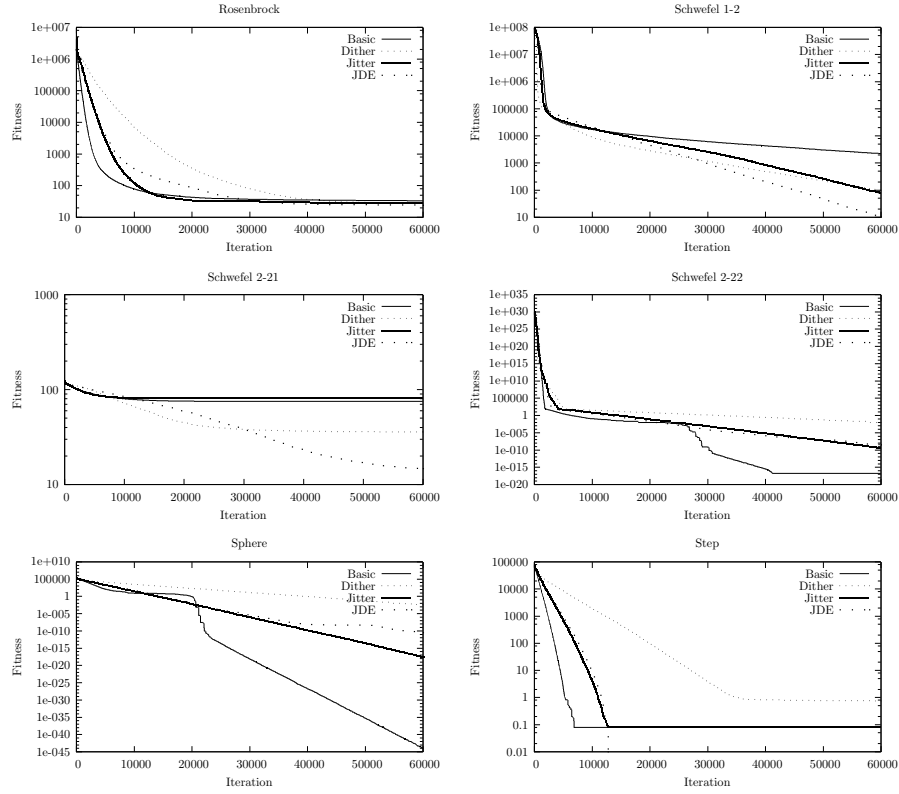 Rosenbrock
1e+007
1e+006
100000
10000
1000
100
10
0 10000 20000 30000 40000 50000 60000
Fitness
Iteration
Basic
Dither
Jitter
JDE
Schwefel 1-2
1e+008
1e+007
1e+006
100000
10000
1000
100
10
0 10000 20000 30000 40000 50000 60000
Fitness
Iteration
Basic
Dither
Jitter
JDE
Schwefel 2-21
1000
100
10
0 10000 20000 30000 40000 50000 60000
Fitness
Iteration
Basic
Dither
Jitter
JDE
Schwefel 2-22
1e+035
1e+030
1e+025
1e+020
1e+015
1e+010
100000
1
1e-005
1e-010
1e-015
1e-020
0 10000 20000 30000 40000 50000 60000
Fitness
Iteration
Basic
Dither
Jitter
JDE
Sphere
1e+010
100000
1
1e-005
1e-010
1e-015
1e-020
1e-025
1e-030
1e-035
1e-040
1e-045
0 10000 20000 30000 40000 50000 60000
Fitness
Iteration
Basic
Dither
Jitter
JDE
Step
100000
10000
1000
100
10
1
0.1
0.01
0 10000 20000 30000 40000 50000 60000
Fitness
Iteration
Basic
Dither
Jitter
JDE